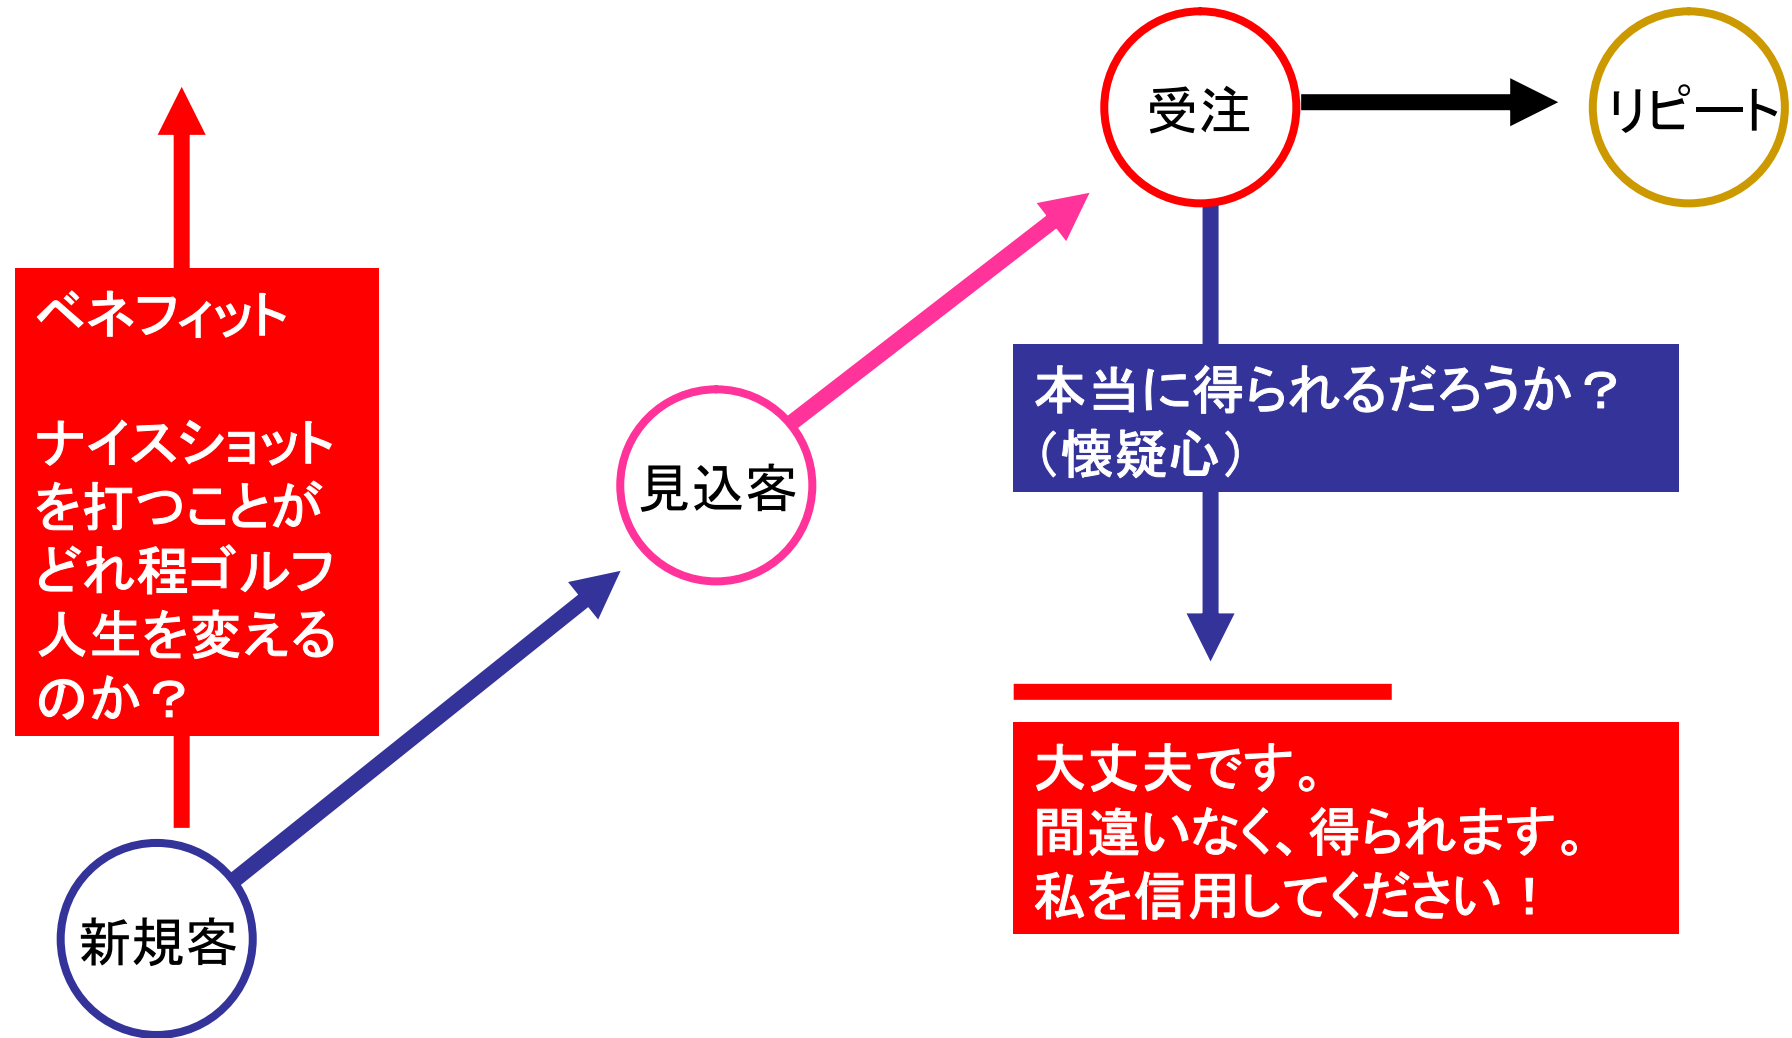 受注
リピート
ベネフィット
ナイスショット
を打つことが
どれ程ゴルフ
人生を変える
のか？
本当に得られるだろうか？
（懐疑心）
見込客
大丈夫です。
間違いなく、得られます。
私を信用してください！
新規客